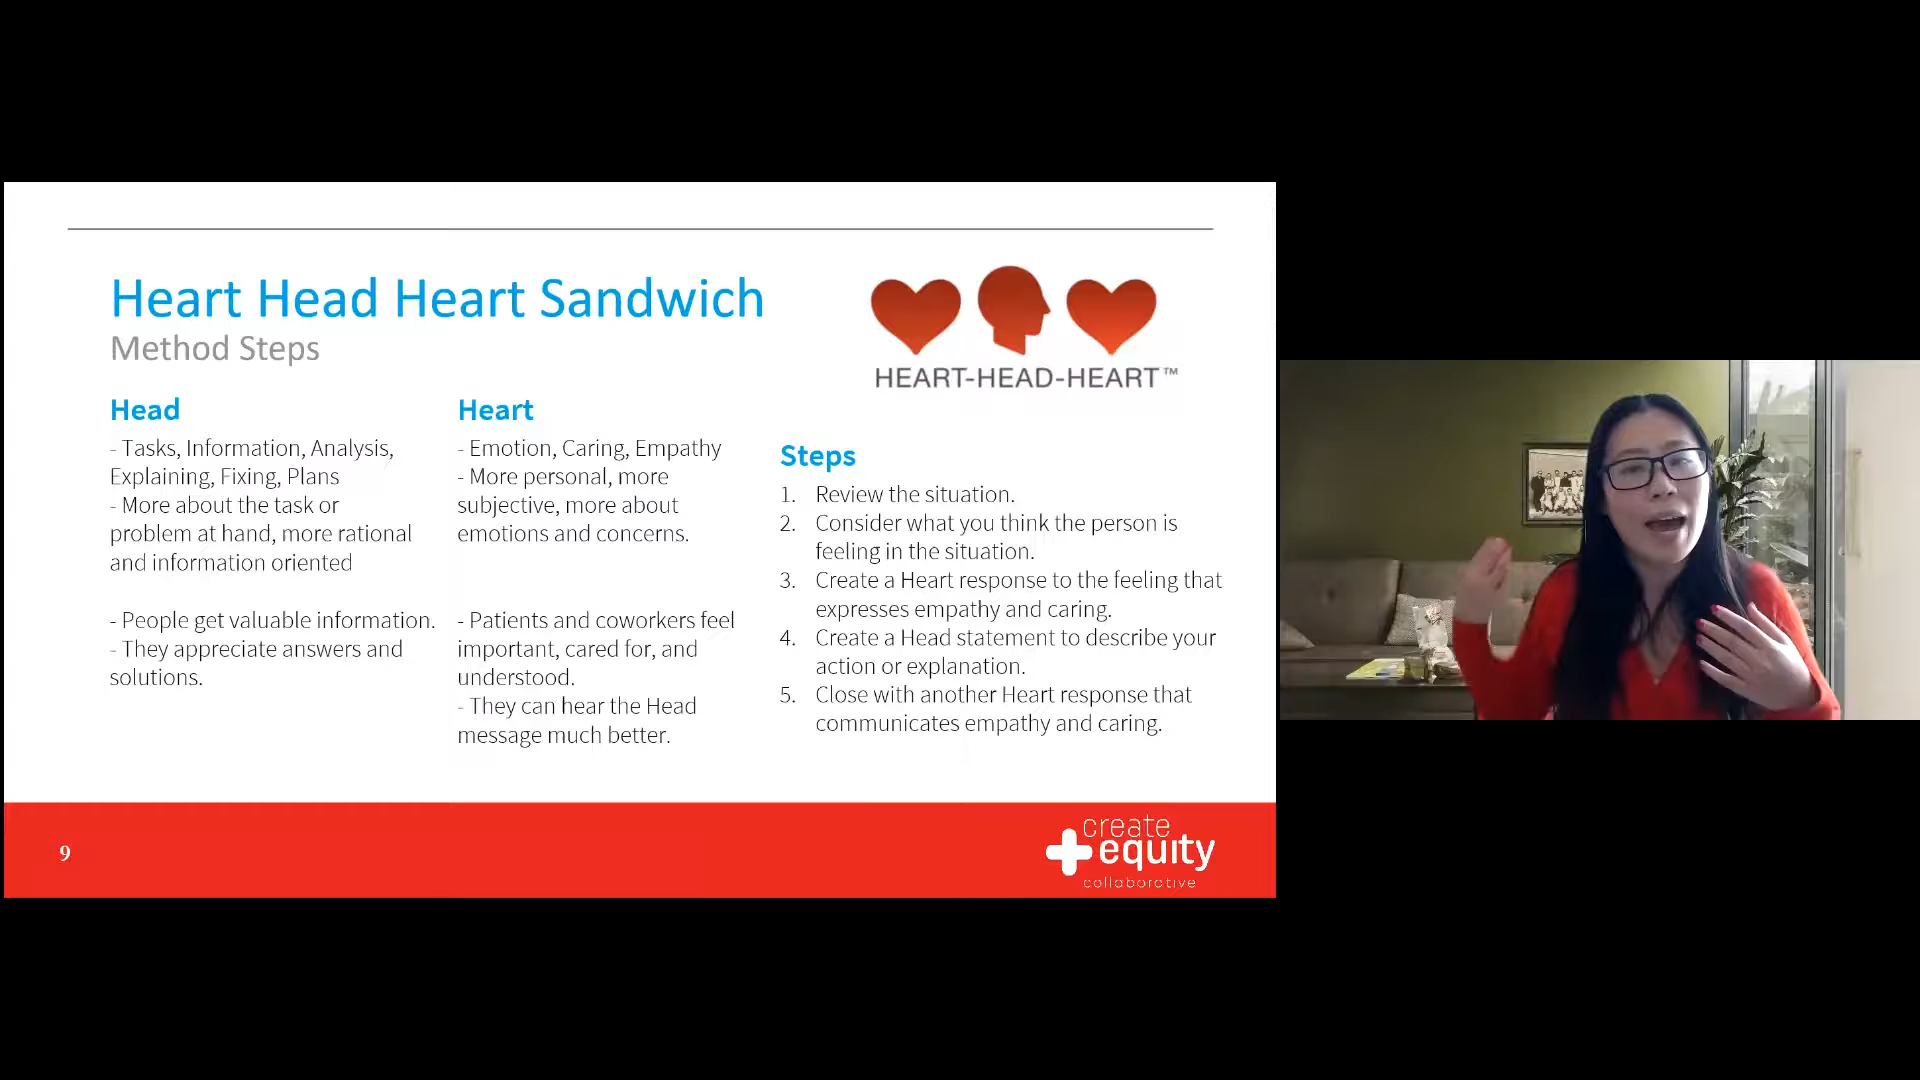 Heart Head Heart Sandwich
Method Steps
HEART-HEAD-HEART™
Head
- Tasks, Information, Analysis,
Explaining, Fixing, Plans
- More about the task or
problem at hand, more rational
and information oriented
- People get valuable information.
- They appreciate answers and
solutions.
Heart
- Emotion, Caring, Empathy
- More personal, more
subjective, more about
emotions and concerns.
- Patients and coworkers feel
important, cared for, and
understood.
- They can hear the Head
message much better.
Steps
1. Review the situation.
2. Consider what you think the person is
feeling in the situation.
3. Create a Heart response to the feeling that
expresses empathy and caring.
4. Create a Head statement to describe your
action or explanation.
5. Close with another Heart response that
communicates empathy and caring.
9
create
equity
collaborative